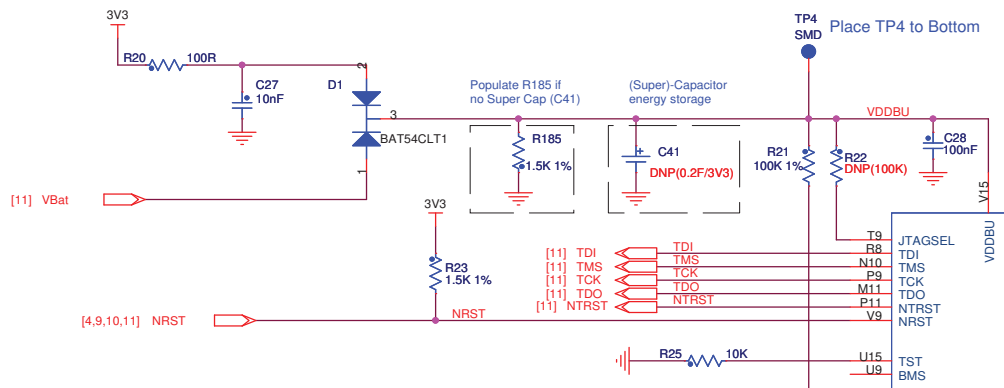 3V3
R20
100R
C27
10nF
D1
2
3
1
BAT54CLT1
[11] VBat
Populate R185 if
no Super Cap (C41)
R185
1.5K 1%
(Super)-Capacitor
energy storage
+
C41
DNP(0.2F/3V3)
TP4
SMD
Place TP4 to Bottom
VDDBU
R21
100K 1%
R22
DNP(100K)
C28
100nF
V15
VDDBU
3V3
R23
1.5K 1%
[4,9,10,11] NRST
NRST
[11] TDI
TDI
[11] TMS
TMS
[11] TCK
TCK
[11] TDO
TDO
[11] NTRST
NTRST
T9
JTAGSEL
R8
TDI
N10
TMS
P9
TCK
M11
TDO
P11
NTRST
V9
NRST
R25
10K
U15
TST
U9
BMS